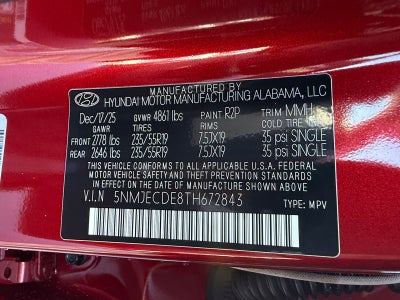 MANUFACTURED BY
HYUNDAI MOTOR MANUFACTURING ALABAMA, LLC
Dec/17/25 GVWR 4861 lbs PAINT R2P TRIM MMH
GAWR TIRES RIMS COLD TIRE
FRONT 2778 lbs 235/55R19 7.5JX19 35 psi SINGLE
REAR 2646 lbs 235/55R19 7.5JX19 35 psi SINGLE
THIS VEHICLE CONFORMS TO ALL APPLICABLE U.S.A. FEDERAL MOTOR
VEHICLE SAFETY, BUMPER, AND THEFT PREVENTION STANDARDS
IN EFFECT ON THE DATE OF MANUFACTURE SHOWN ABOVE.
V.I.N 5NMJECDE8TH672843 TYPE: MPV